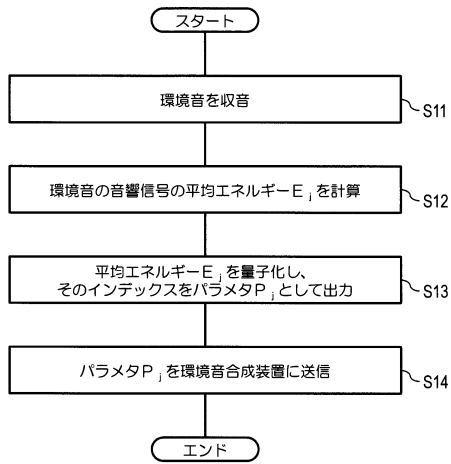 スタート
環境音を収音
S11
環境音の音響信号の平均エネルギーEjを計算
S12
平均エネルギーEjを量子化し、
そのインデックスをパラメタPjとして出力
S13
パラメタPjを環境音合成装置に送信
S14
エンド